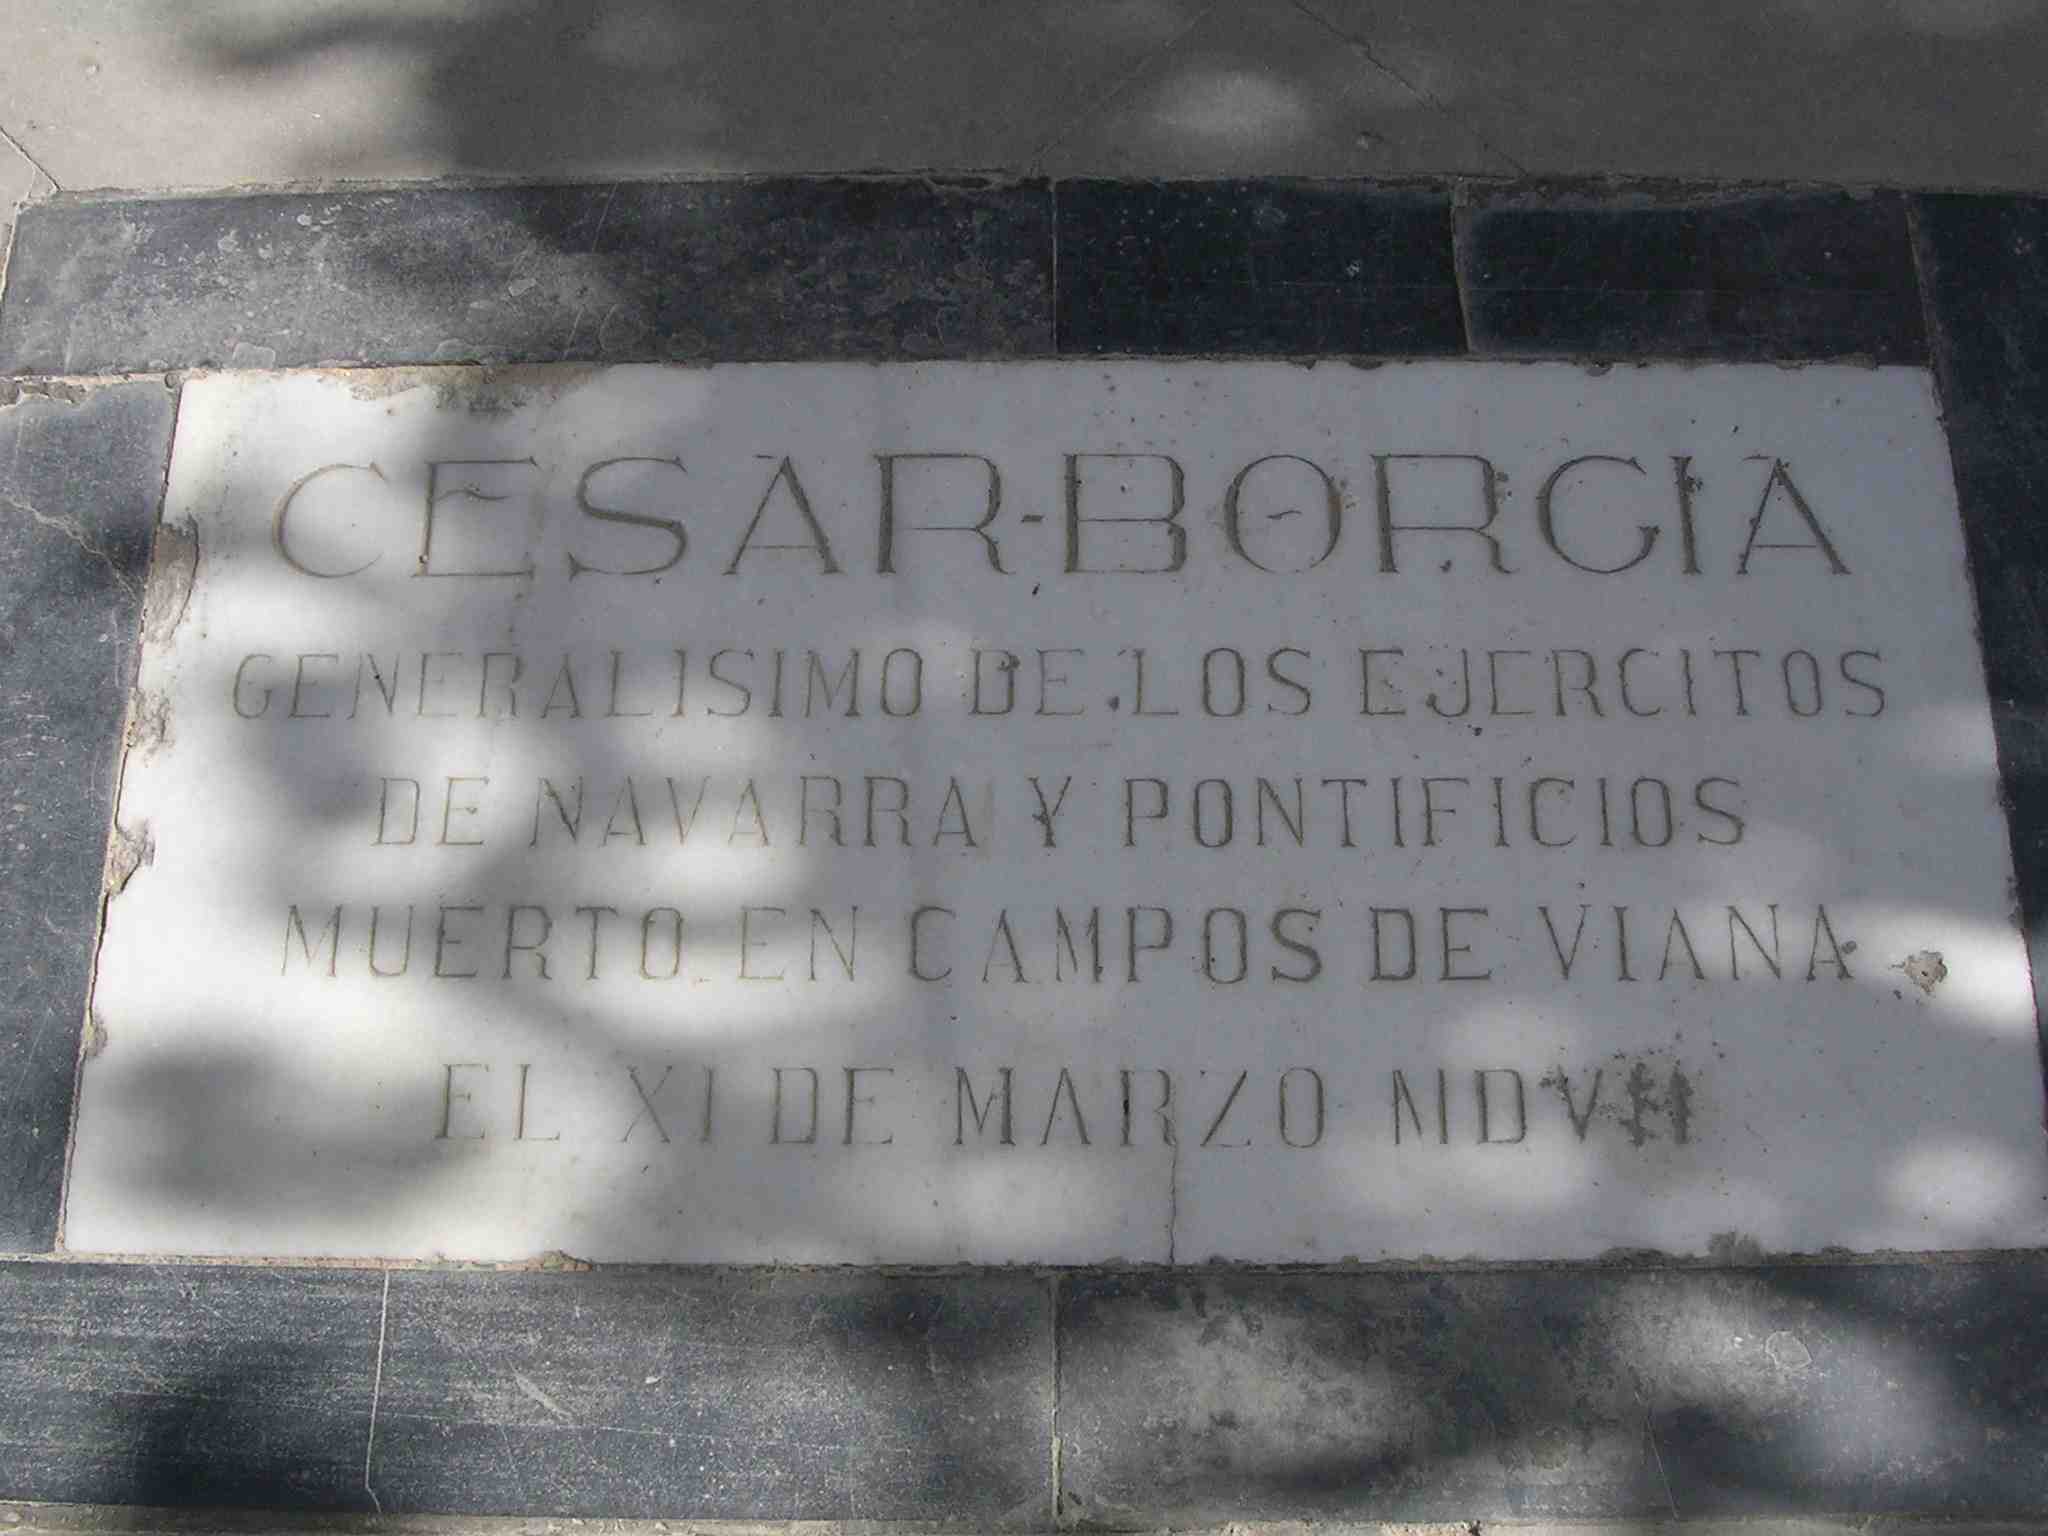 CESAR-BORGIA
GENERALISIMO DE LOS EJERCITOS
DE NAVARRA Y PONTIFICIOS
MUERTO EN CAMPOS DE VIANA
EL XI DE MARZO MDVII